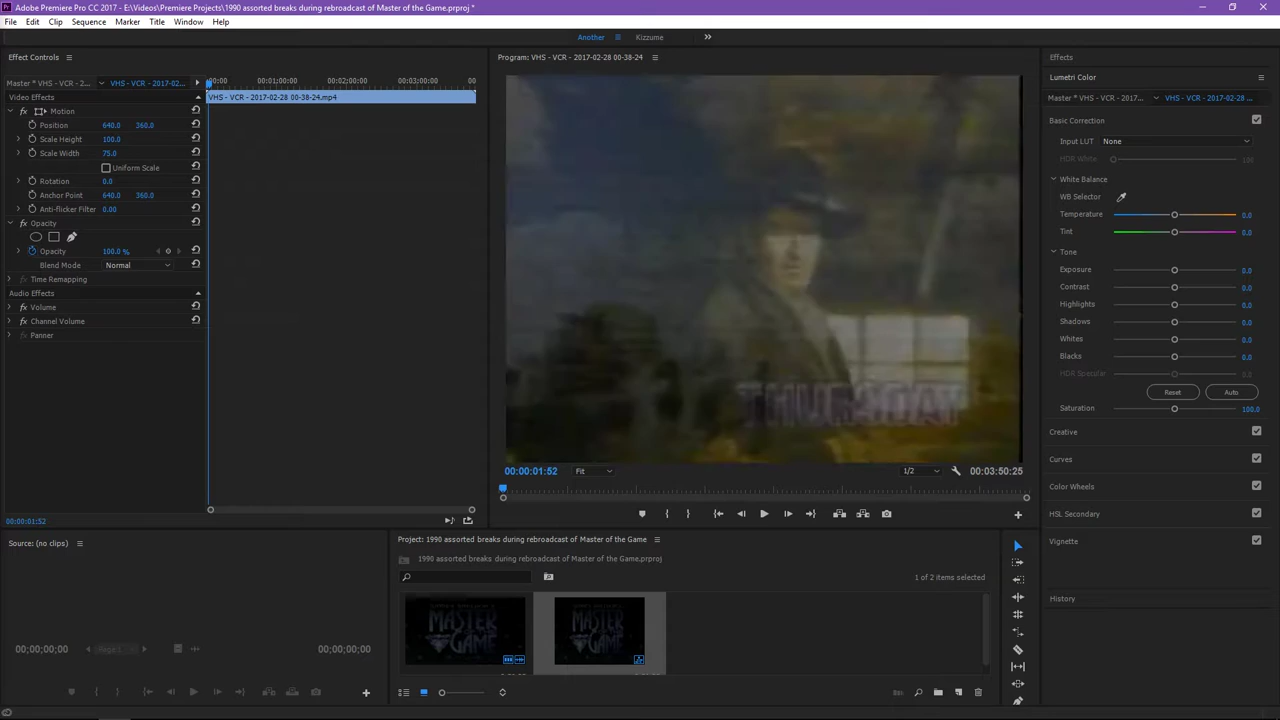 Adobe Premiere Pro CC 2017 - E:\Videos\Premiere Projects\1990 assorted breaks during rebroadcast of Master of the Game.prproj *
File Edit Clip Sequence Marker Title Window Help
Another Kizzume
Effect Controls
Master * VHS - VCR - 2... VHS - VCR - 2017-02...
:00:00 00:01:00:00 00:02:00:00 00:03:00:00 00
Video Effects
VHS - VCR - 2017-02-28 00-38-24.mp4
fx Motion
Position 640.0 360.0
Scale Height 100.0
Scale Width 75.0
Uniform Scale
Rotation 0.0
Anchor Point 640.0 360.0
Anti-flicker Filter 0.00
fx Opacity
Opacity 100.0 %
Blend Mode Normal
Time Remapping
Audio Effects
fx Volume
fx Channel Volume
Panner
00:00:01:52
Program: VHS - VCR - 2017-02-28 00-38-24
THURSDAY
00:00:01:52 Fit 1/2 00:03:50:25
Effects
Lumetri Color
Master * VHS - VCR - 2017... VHS - VCR - 2017-02-28 ...
Basic Correction
Input LUT None
HDR White 100
White Balance
WB Selector
Temperature 0.0
Tint 0.0
Tone
Exposure 0.0
Contrast 0.0
Highlights 0.0
Shadows 0.0
Whites 0.0
Blacks 0.0
HDR Specular 0.0
Reset Auto
Saturation 100.0
Creative
Curves
Color Wheels
HSL Secondary
Vignette
History
Source: (no clips)
00;00;00;00 Page 1 00;00;00;00
Project: 1990 assorted breaks during rebroadcast of Master of the Game
1990 assorted breaks during rebroadcast of Master of the Game.prproj
1 of 2 items selected
MASTER
GAME
MASTER
GAME